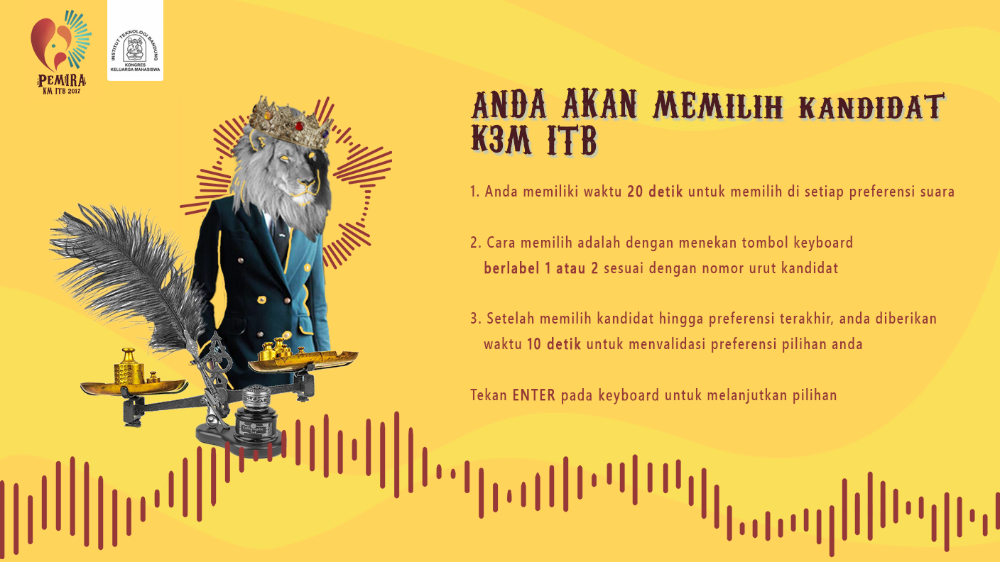 PEMIRA
KM ITB 2017
INSTITUT TEKNOLOGI BANDUNG
KONGRES
KELUARGA MAHASISWA
ANDA AKAN MEMILIH KANDIDAT
K3M ITB
1. Anda memiliki waktu 20 detik untuk memilih di setiap preferensi suara
2. Cara memilih adalah dengan menekan tombol keyboard
berlabel 1 atau 2 sesuai dengan nomor urut kandidat
3. Setelah memilih kandidat hingga preferensi terakhir, anda diberikan
waktu 10 detik untuk menvalidasi preferensi pilihan anda
Tekan ENTER pada keyboard untuk melanjutkan pilihan
Calligraphy
Ink